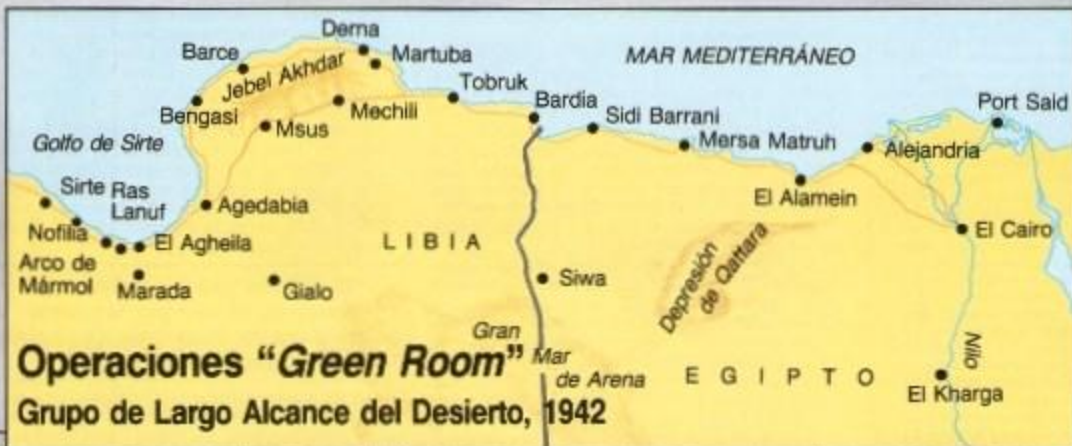 Derna
Barce
Martuba
MAR MEDITERRÁNEO
Jebel Akhdar
Tobruk
Bengasi
Mechili
Bardia
Port Said
Msus
Sidi Barrani
Golfo de Sirte
Mersa Matruh
Alejandría
Sirte
Ras
Lanuf
Agedabia
El Alamein
Nofilia
El Agheila
LIBIA
El Cairo
Arco de
Mármol
Marada
Gialo
Siwa
Depresión
de Qattara
Gran
Mar
de Arena
EGIPTO
Nilo
El Kharga
Operaciones “Green Room”
Grupo de Largo Alcance del Desierto, 1942